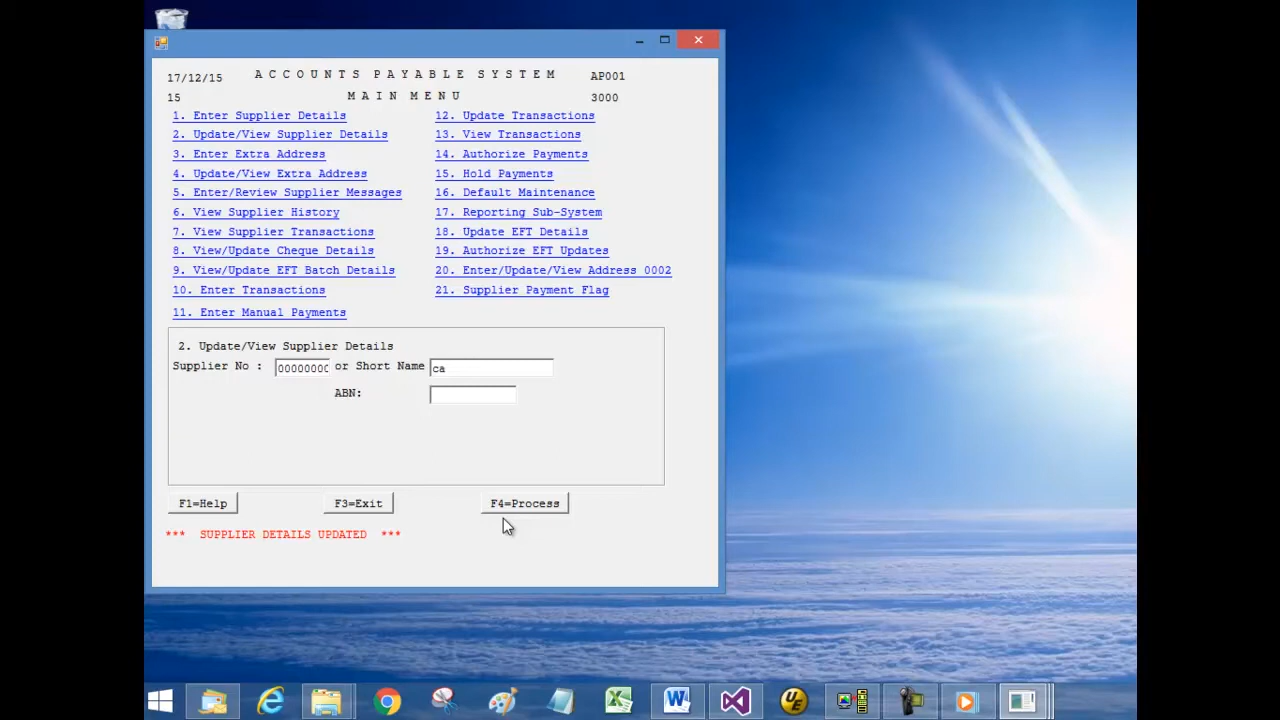 17/12/15 A C C O U N T S P A Y A B L E S Y S T E M AP001
15 M A I N M E N U 3000
1. Enter Supplier Details
2. Update/View Supplier Details
3. Enter Extra Address
4. Update/View Extra Address
5. Enter/Review Supplier Messages
6. View Supplier History
7. View Supplier Transactions
8. View/Update Cheque Details
9. View/Update EFT Batch Details
10. Enter Transactions
11. Enter Manual Payments
12. Update Transactions
13. View Transactions
14. Authorize Payments
15. Hold Payments
16. Default Maintenance
17. Reporting Sub-System
18. Update EFT Details
19. Authorize EFT Updates
20. Enter/Update/View Address 0002
21. Supplier Payment Flag
2. Update/View Supplier Details
Supplier No : 00000000 or Short Name ca
ABN:
F1=Help F3=Exit F4=Process
*** SUPPLIER DETAILS UPDATED ***